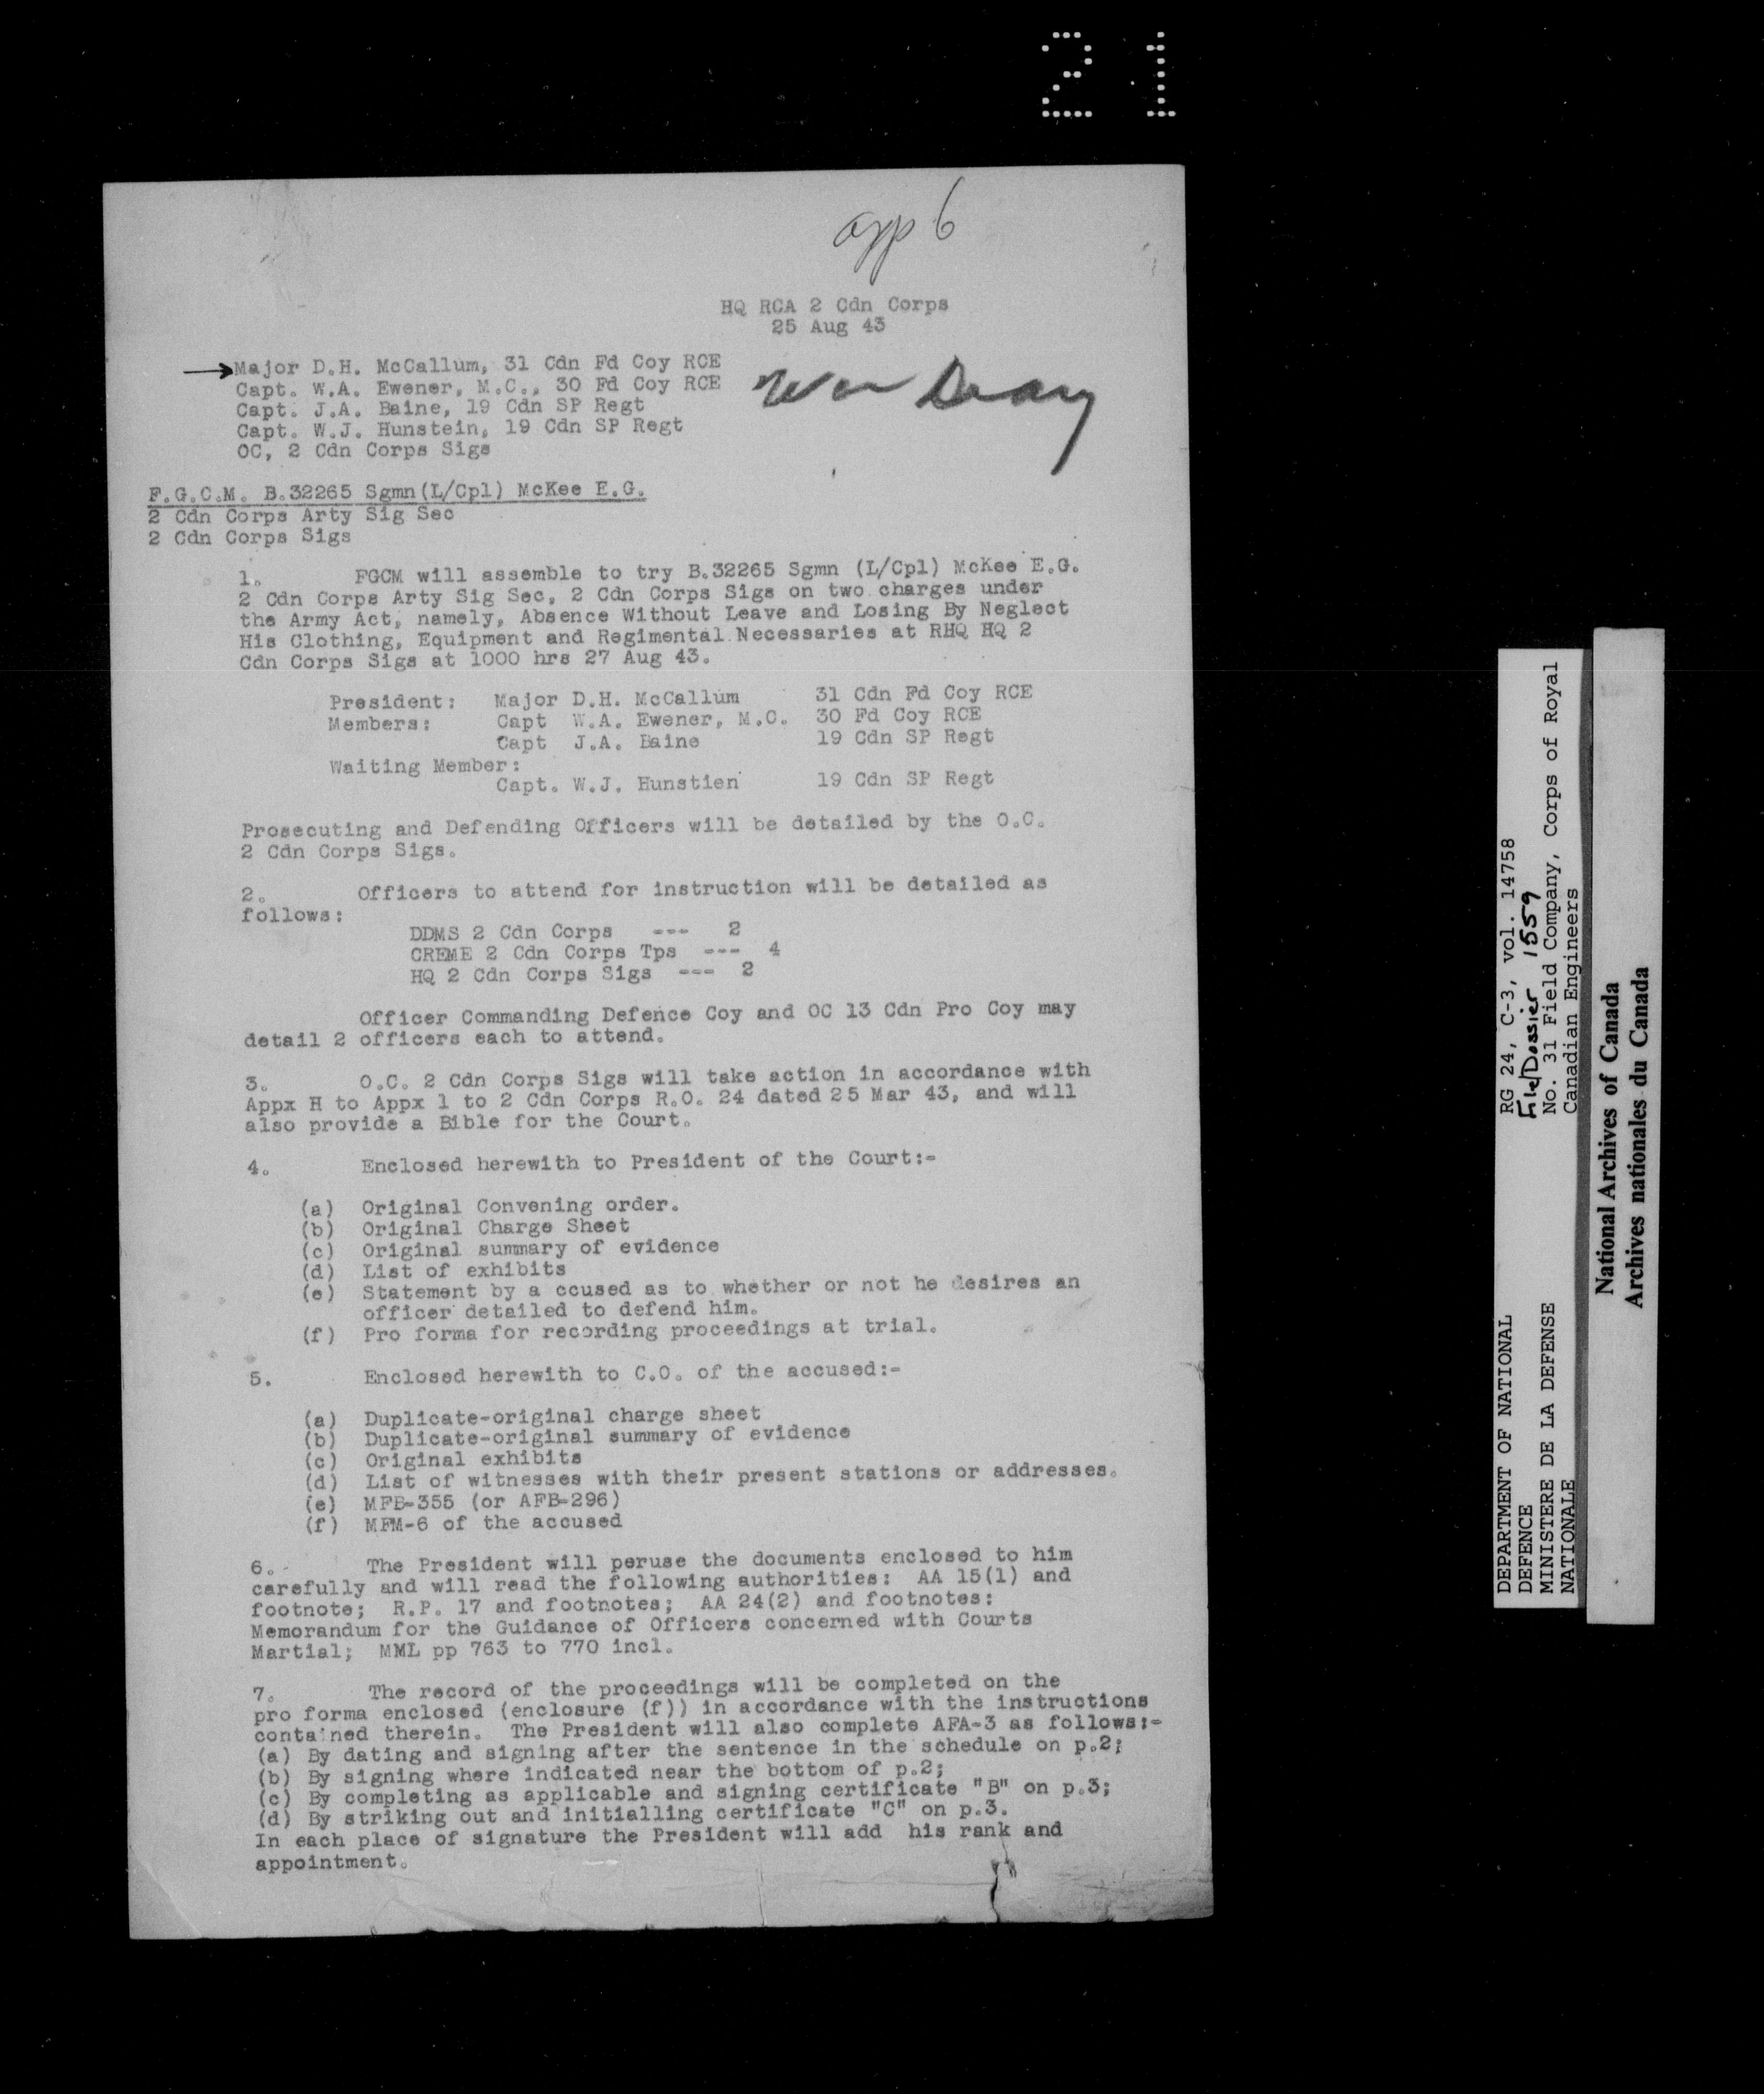 21
app 6
HQ RCA 2 Cdn Corps
25 Aug 43
Major D.H. McCallum, 31 Cdn Fd Coy RCE
Capt. W.A. Ewener, M.C., 30 Fd Coy RCE
Capt. J.A. Baine, 19 Cdn SP Regt
Capt. W.J. Hunstein, 19 Cdn SP Regt
OC, 2 Cdn Corps Sigs
War Diary
F.G.C.M. B.32265 Sgmn(L/Cpl) McKee E.G.
2 Cdn Corps Arty Sig Sec
2 Cdn Corps Sigs
1. FGCM will assemble to try B.32265 Sgmn (L/Cpl) McKee E.G.
2 Cdn Corps Arty Sig Sec, 2 Cdn Corps Sigs on two charges under
the Army Act, namely, Absence Without Leave and Losing By Neglect
His Clothing, Equipment and Regimental Necessaries at RHQ HQ 2
Cdn Corps Sigs at 1000 hrs 27 Aug 43.
President: Major D.H. McCallum 31 Cdn Fd Coy RCE
Members: Capt W.A. Ewener, M.C. 30 Fd Coy RCE
Capt J.A. Baine 19 Cdn SP Regt
Waiting Member:
Capt. W.J. Hunstien 19 Cdn SP Regt
Prosecuting and Defending Officers will be detailed by the O.C.
2 Cdn Corps Sigs.
2. Officers to attend for instruction will be detailed as
follows:
DDMS 2 Cdn Corps --- 2
CREME 2 Cdn Corps Tps --- 4
HQ 2 Cdn Corps Sigs --- 2
Officer Commanding Defence Coy and OC 13 Cdn Pro Coy may
detail 2 officers each to attend.
3. O.C. 2 Cdn Corps Sigs will take action in accordance with
Appx H to Appx 1 to 2 Cdn Corps R.O. 24 dated 25 Mar 43, and will
also provide a Bible for the Court.
4. Enclosed herewith to President of the Court:-
(a) Original Convening order.
(b) Original Charge Sheet
(c) Original summary of evidence
(d) List of exhibits
(e) Statement by a ccused as to whether or not he desires an
officer detailed to defend him.
(f) Pro forma for recording proceedings at trial.
5. Enclosed herewith to C.O. of the accused:-
(a) Duplicate-original charge sheet
(b) Duplicate-original summary of evidence
(c) Original exhibits
(d) List of witnesses with their present stations or addresses.
(e) MFB-355 (or AFB-296)
(f) MFM-6 of the accused
6. The President will peruse the documents enclosed to him
carefully and will read the following authorities: AA 15(1) and
footnote; R.P. 17 and footnotes; AA 24(2) and footnotes:
Memorandum for the Guidance of Officers concerned with Courts
Martial; MML pp 763 to 770 incl.
7. The record of the proceedings will be completed on the
pro forma enclosed (enclosure (f)) in accordance with the instructions
contained therein. The President will also complete AFA-3 as follows:-
(a) By dating and signing after the sentence in the schedule on p.2;
(b) By signing where indicated near the bottom of p.2;
(c) By completing as applicable and signing certificate "B" on p.3;
(d) By striking out and initialling certificate "C" on p.3.
In each place of signature the President will add his rank and
appointment.
DEPARTMENT OF NATIONAL
DEFENCE
MINISTERE DE LA DEFENSE
NATIONALE
RG 24, C-3, vol. 14758
File/Dossier 1559
No. 31 Field Company, Corps of Royal
Canadian Engineers
National Archives of Canada
Archives nationales du Canada